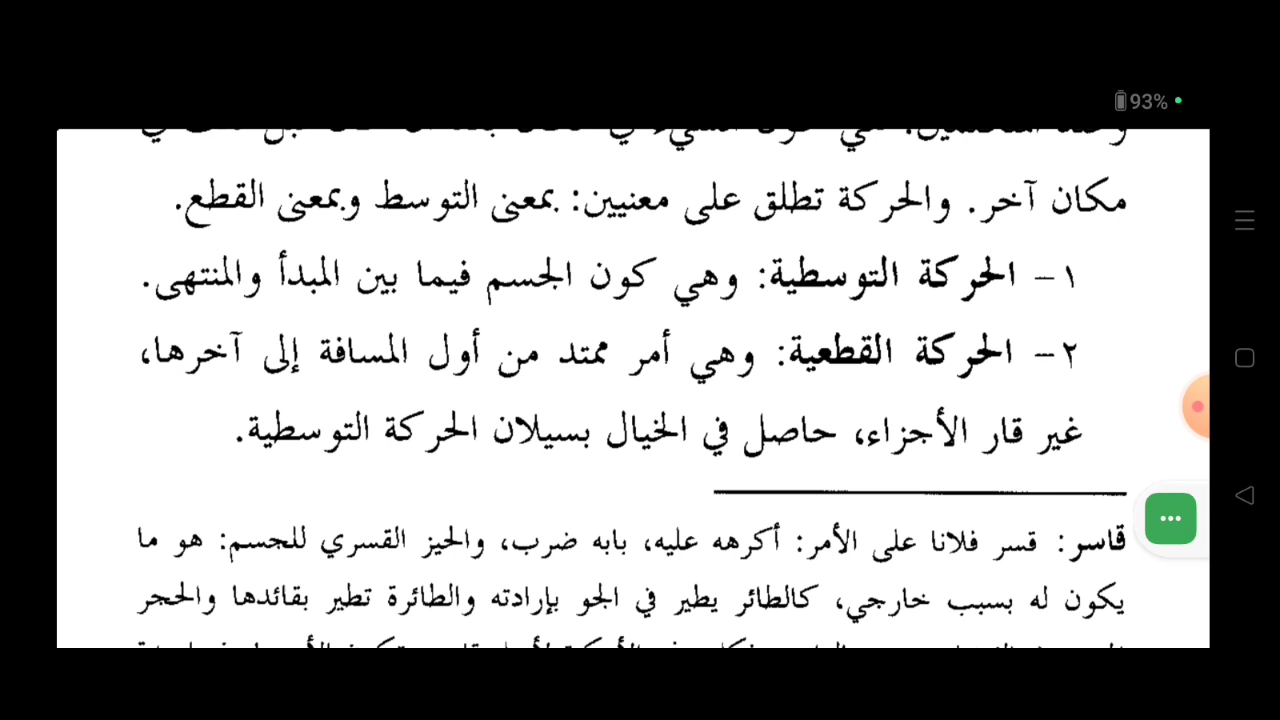 93%
مكان آخر. والحركة تطلق على معنيين: بمعنى التوسط وبمعنى القطع.
١- الحركة التوسطية: وهي كون الجسم فيما بين المبدأ والمنتهى.
٢- الحركة القطعية: وهي أمر ممتد من أول المسافة إلى آخرها،
غير قار الأجزاء، حاصل في الخيال بسيلان الحركة التوسطية.
قاسر: قسر فلانا على الأمر: أكرهه عليه، بابه ضرب، والحيز القسري للجسم: هو ما
يكون له بسبب خارجي، كالطائر يطير في الجو بإرادته والطائرة تطير بقائدها والحجر